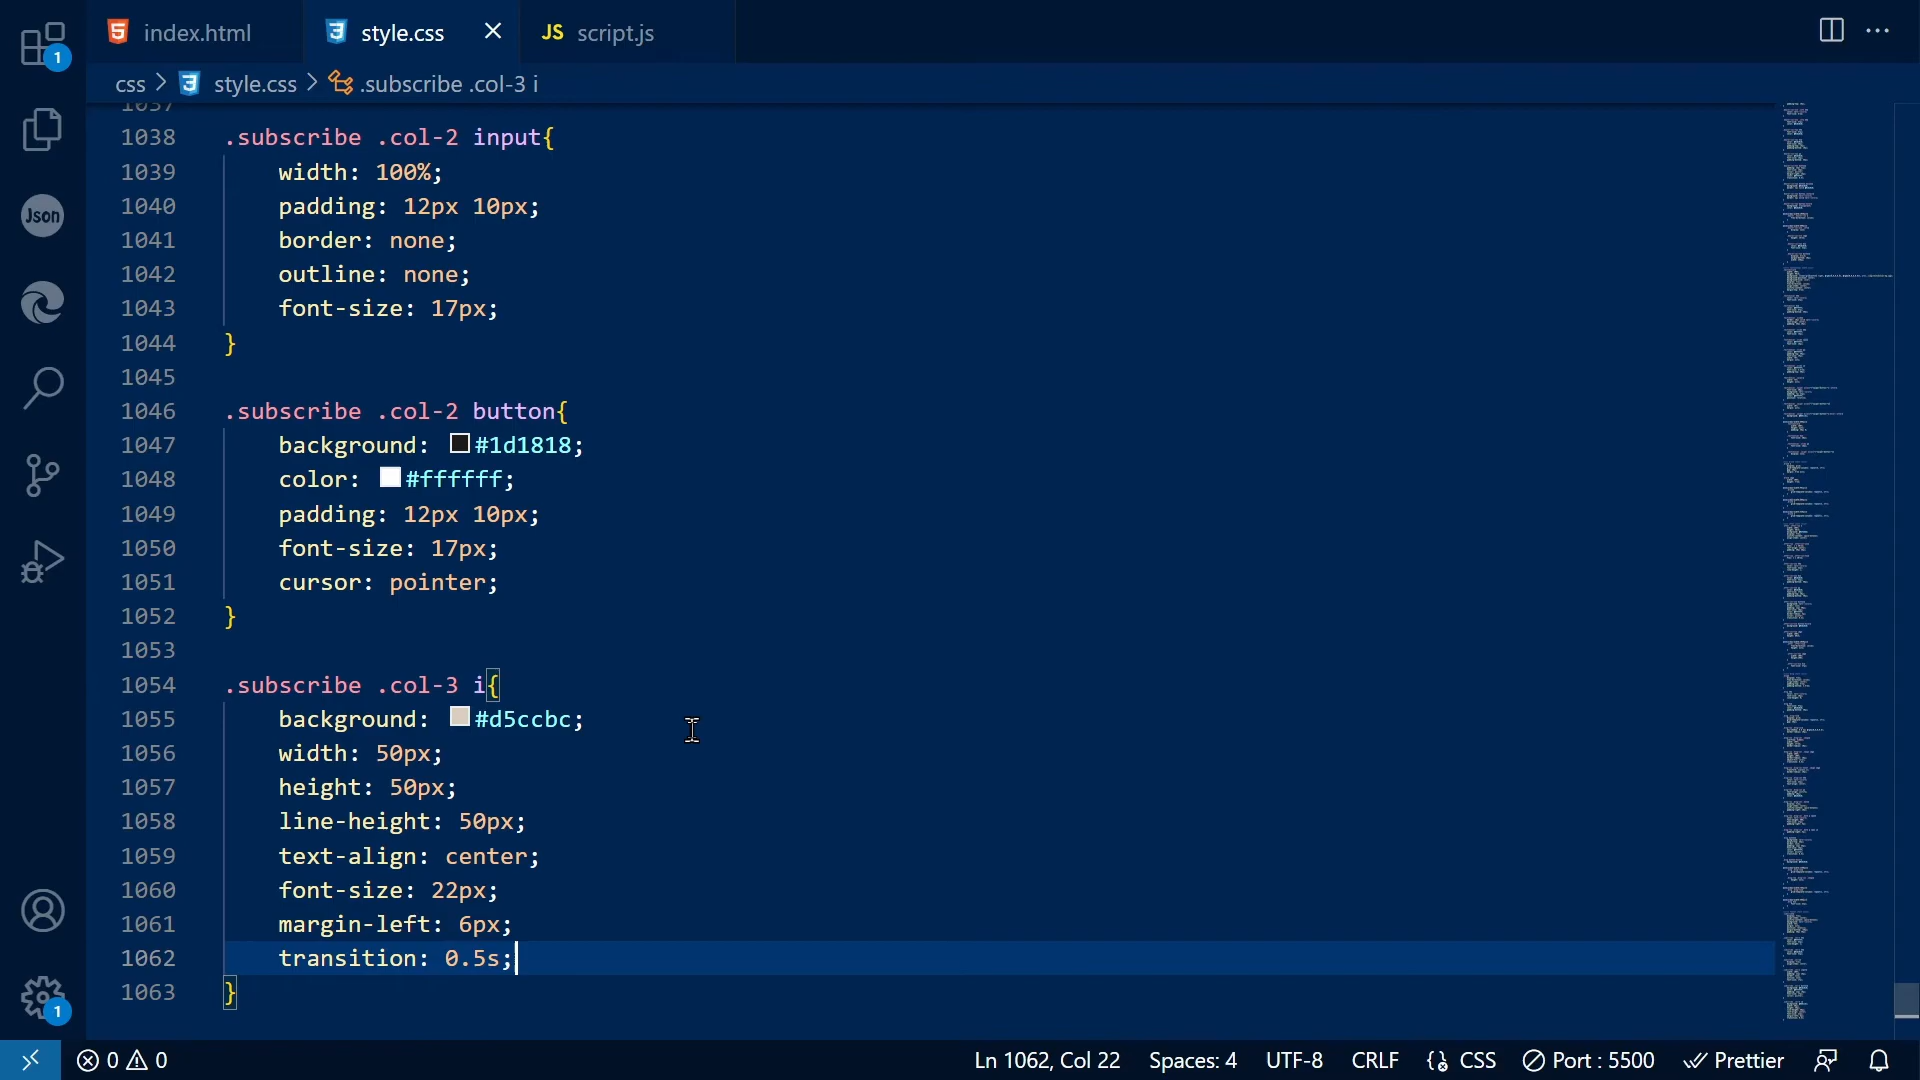 1
index.html
style.css
JS script.js
css > style.css > .subscribe .col-3 i
Json
1037
1038 .subscribe .col-2 input{
1039 width: 100%;
1040 padding: 12px 10px;
1041 border: none;
1042 outline: none;
1043 font-size: 17px;
1044 }
1045
1046 .subscribe .col-2 button{
1047 background: #1d1818;
1048 color: #ffffff;
1049 padding: 12px 10px;
1050 font-size: 17px;
1051 cursor: pointer;
1052 }
1053
1054 .subscribe .col-3 i{
1055 background: #d5ccbc;
1056 width: 50px;
1057 height: 50px;
1058 line-height: 50px;
1059 text-align: center;
1060 font-size: 22px;
1061 margin-left: 6px;
1062 transition: 0.5s;
1063 }
1
0 0
Ln 1062, Col 22
Spaces: 4
UTF-8
CRLF
CSS
Port : 5500
Prettier